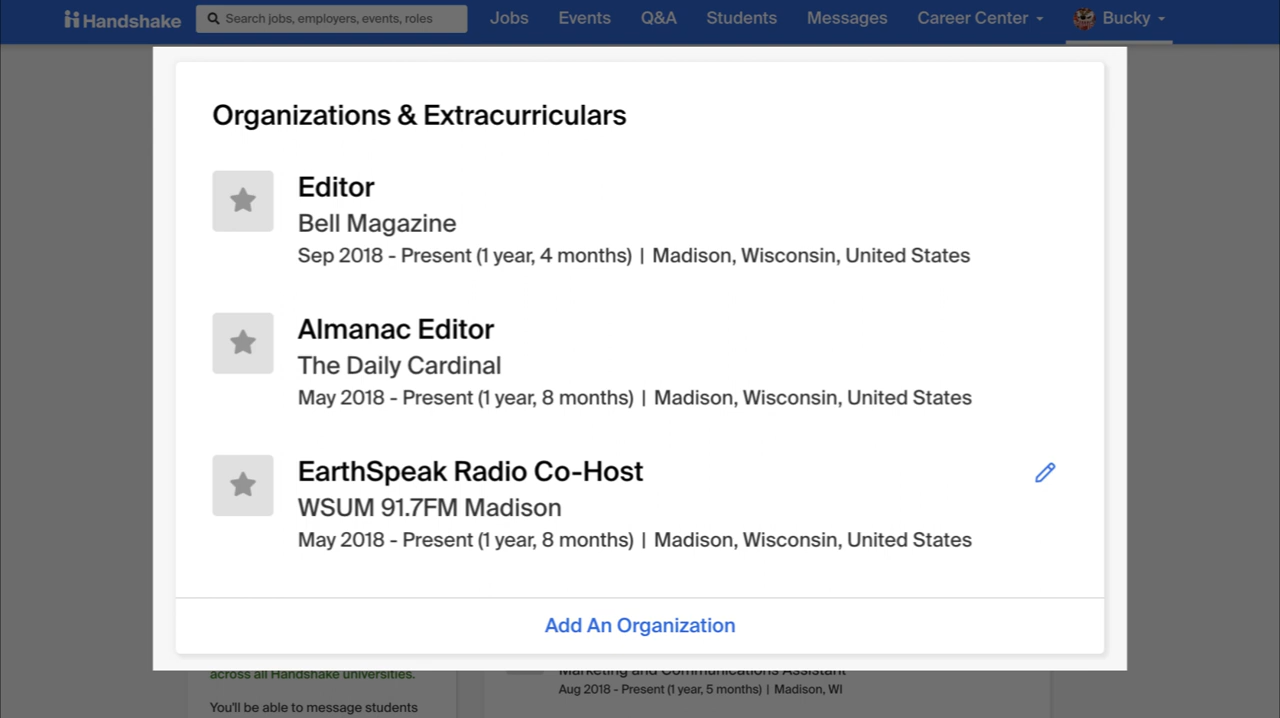 Handshake
Search jobs, employers, events, roles
Jobs
Events
Q&A
Students
Messages
Career Center
Bucky
Organizations & Extracurriculars
Editor
Bell Magazine
Sep 2018 - Present (1 year, 4 months) | Madison, Wisconsin, United States
Almanac Editor
The Daily Cardinal
May 2018 - Present (1 year, 8 months) | Madison, Wisconsin, United States
EarthSpeak Radio Co-Host
WSUM 91.7FM Madison
May 2018 - Present (1 year, 8 months) | Madison, Wisconsin, United States
Add An Organization
across all Handshake universities.
You'll be able to message students
Marketing and Communications Assistant
Aug 2018 - Present (1 year, 5 months) | Madison, WI